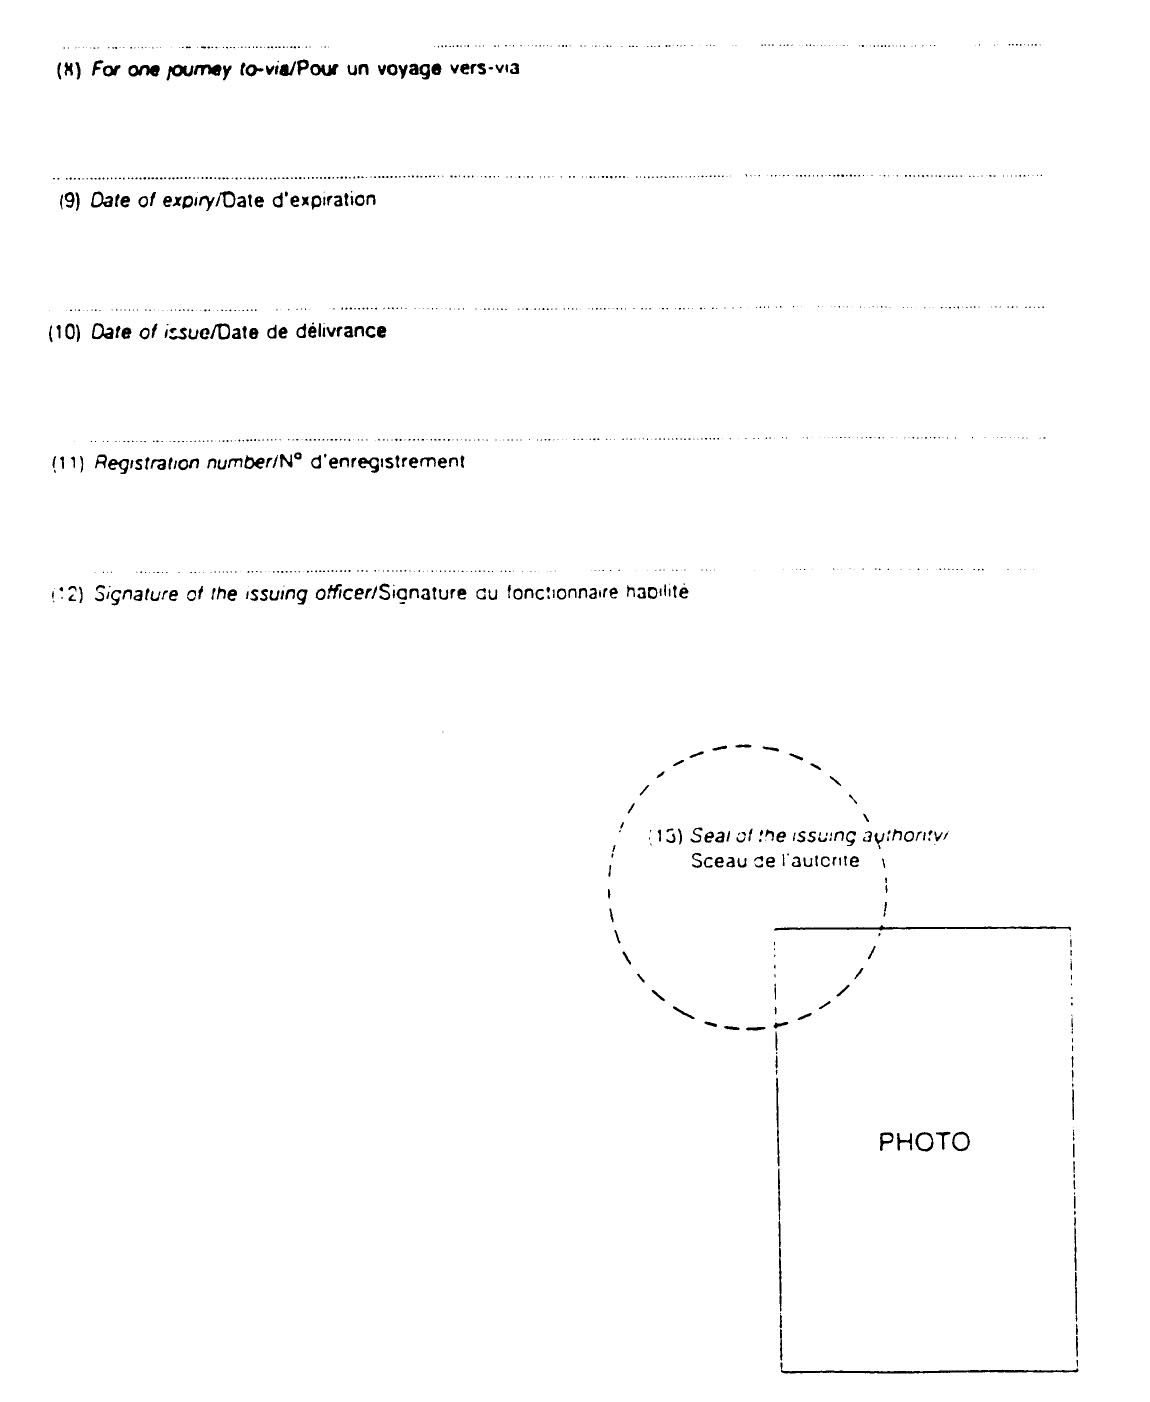 (8) For one journey to-via/Pour un voyage vers-via
(9) Date of expiry/Date d'expiration
(10) Date of issue/Date de délivrance
(11) Registration number/N° d'enregistrement
(12) Signature of the issuing officer/Signature du fonctionnaire habilité
(13) Seal of the issuing authority/
Sceau de l'autorité
PHOTO